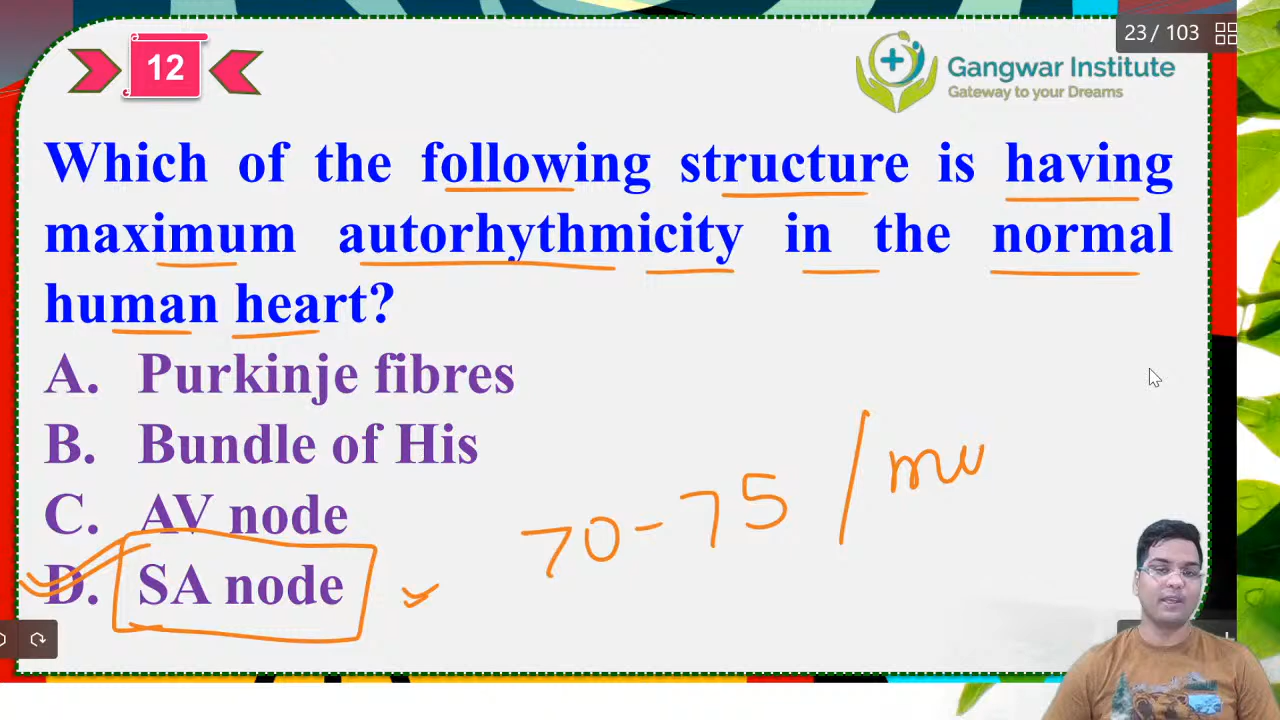 23 / 103
12
Gangwar Institute
Gateway to your Dreams
Which of the following structure is having
maximum autorhythmicity in the normal
human heart?
A. Purkinje fibres
B. Bundle of His
C. AV node
D. SA node
70-75 /